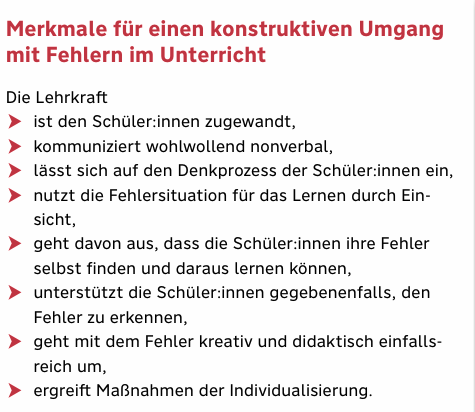 Merkmale für einen konstruktiven Umgang
mit Fehlern im Unterricht
Die Lehrkraft
➤ ist den Schüler:innen zugewandt,
➤ kommuniziert wohlwollend nonverbal,
➤ lässt sich auf den Denkprozess der Schüler:innen ein,
➤ nutzt die Fehlersituation für das Lernen durch Ein-
sicht,
➤ geht davon aus, dass die Schüler:innen ihre Fehler
selbst finden und daraus lernen können,
➤ unterstützt die Schüler:innen gegebenenfalls, den
Fehler zu erkennen,
➤ geht mit dem Fehler kreativ und didaktisch einfalls-
reich um,
➤ ergreift Maßnahmen der Individualisierung.